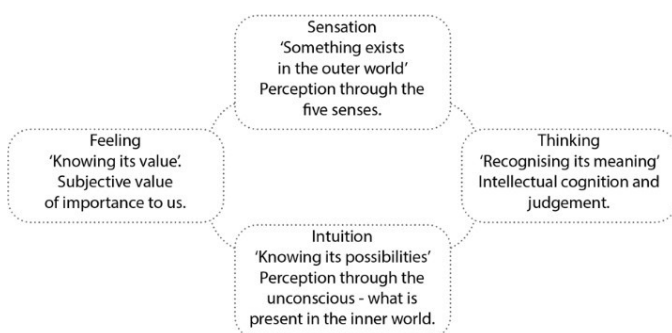 Sensation
‘Something exists
in the outer world’
Perception through the
five senses.
Feeling
‘Knowing its value’.
Subjective value
of importance to us.
Thinking
‘Recognising its meaning’
Intellectual cognition and
judgement.
Intuition
‘Knowing its possibilities’
Perception through the
unconscious - what is
present in the inner world.